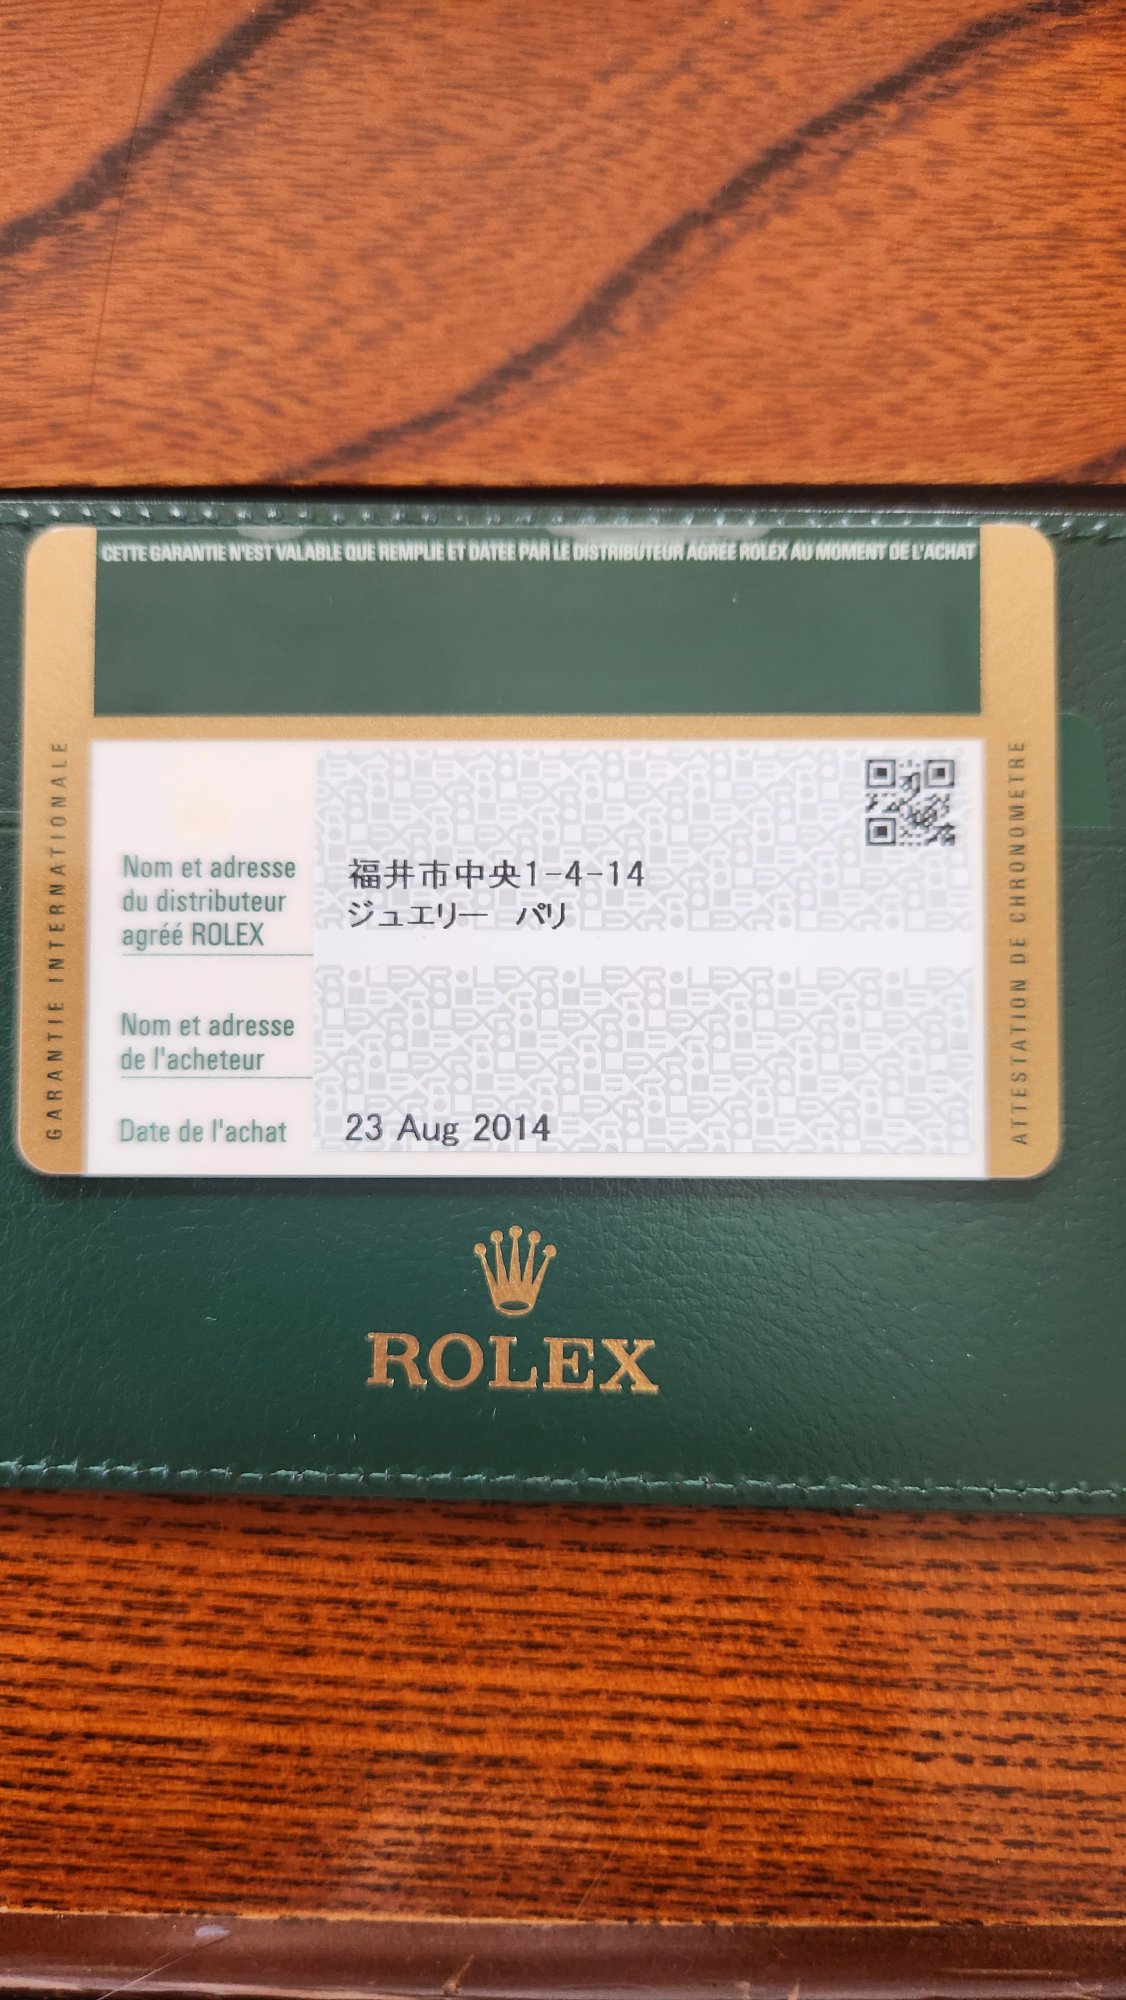 CETTE GARANTIE N'EST VALABLE QUE REMPLIE ET DATEE PAR LE DISTRIBUTEUR AGREE ROLEX AU MOMENT DE L'ACHAT
GARANTIE INTERNATIONALE
Nom et adresse
du distributeur
agréé ROLEX
福井市中央1-4-14
ジュエリー　パリ
Nom et adresse
de l'acheteur
Date de l'achat
23 Aug 2014
ATTESTATION DE CHRONOMETRE
ROLEX